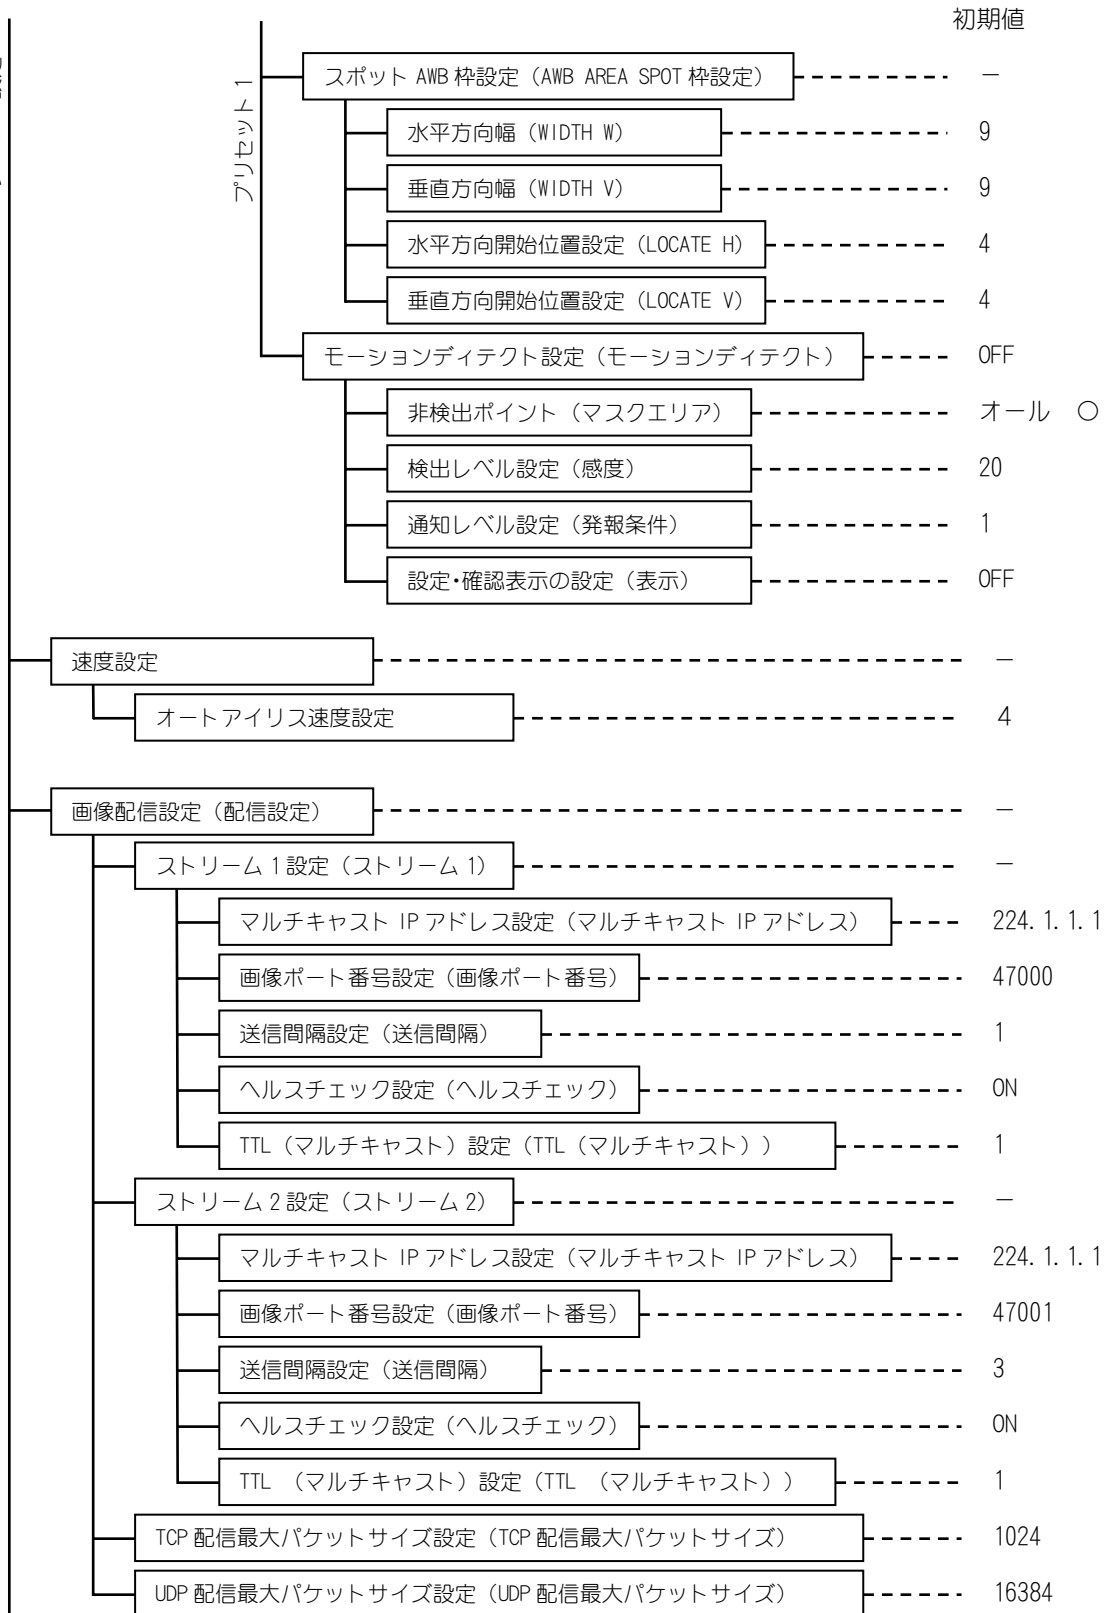 初期値
プリセット 1
スポット AWB 枠設定（AWB AREA SPOT 枠設定） －
水平方向幅（WIDTH W） 9
垂直方向幅（WIDTH V） 9
水平方向開始位置設定（LOCATE H） 4
垂直方向開始位置設定（LOCATE V） 4
モーションディテクト設定（モーションディテクト） OFF
非検出ポイント（マスクエリア） オール ○
検出レベル設定（感度） 20
通知レベル設定（発報条件） 1
設定・確認表示の設定（表示） OFF
速度設定 －
オートアイリス速度設定 4
画像配信設定（配信設定） －
ストリーム 1 設定（ストリーム 1） －
マルチキャスト IP アドレス設定（マルチキャスト IP アドレス） 224.1.1.1
画像ポート番号設定（画像ポート番号） 47000
送信間隔設定（送信間隔） 1
ヘルスチェック設定（ヘルスチェック） ON
TTL（マルチキャスト）設定（TTL（マルチキャスト）） 1
ストリーム 2 設定（ストリーム 2） －
マルチキャスト IP アドレス設定（マルチキャスト IP アドレス） 224.1.1.1
画像ポート番号設定（画像ポート番号） 47001
送信間隔設定（送信間隔） 3
ヘルスチェック設定（ヘルスチェック） ON
TTL （マルチキャスト）設定（TTL （マルチキャスト）） 1
TCP 配信最大パケットサイズ設定（TCP 配信最大パケットサイズ） 1024
UDP 配信最大パケットサイズ設定（UDP 配信最大パケットサイズ） 16384